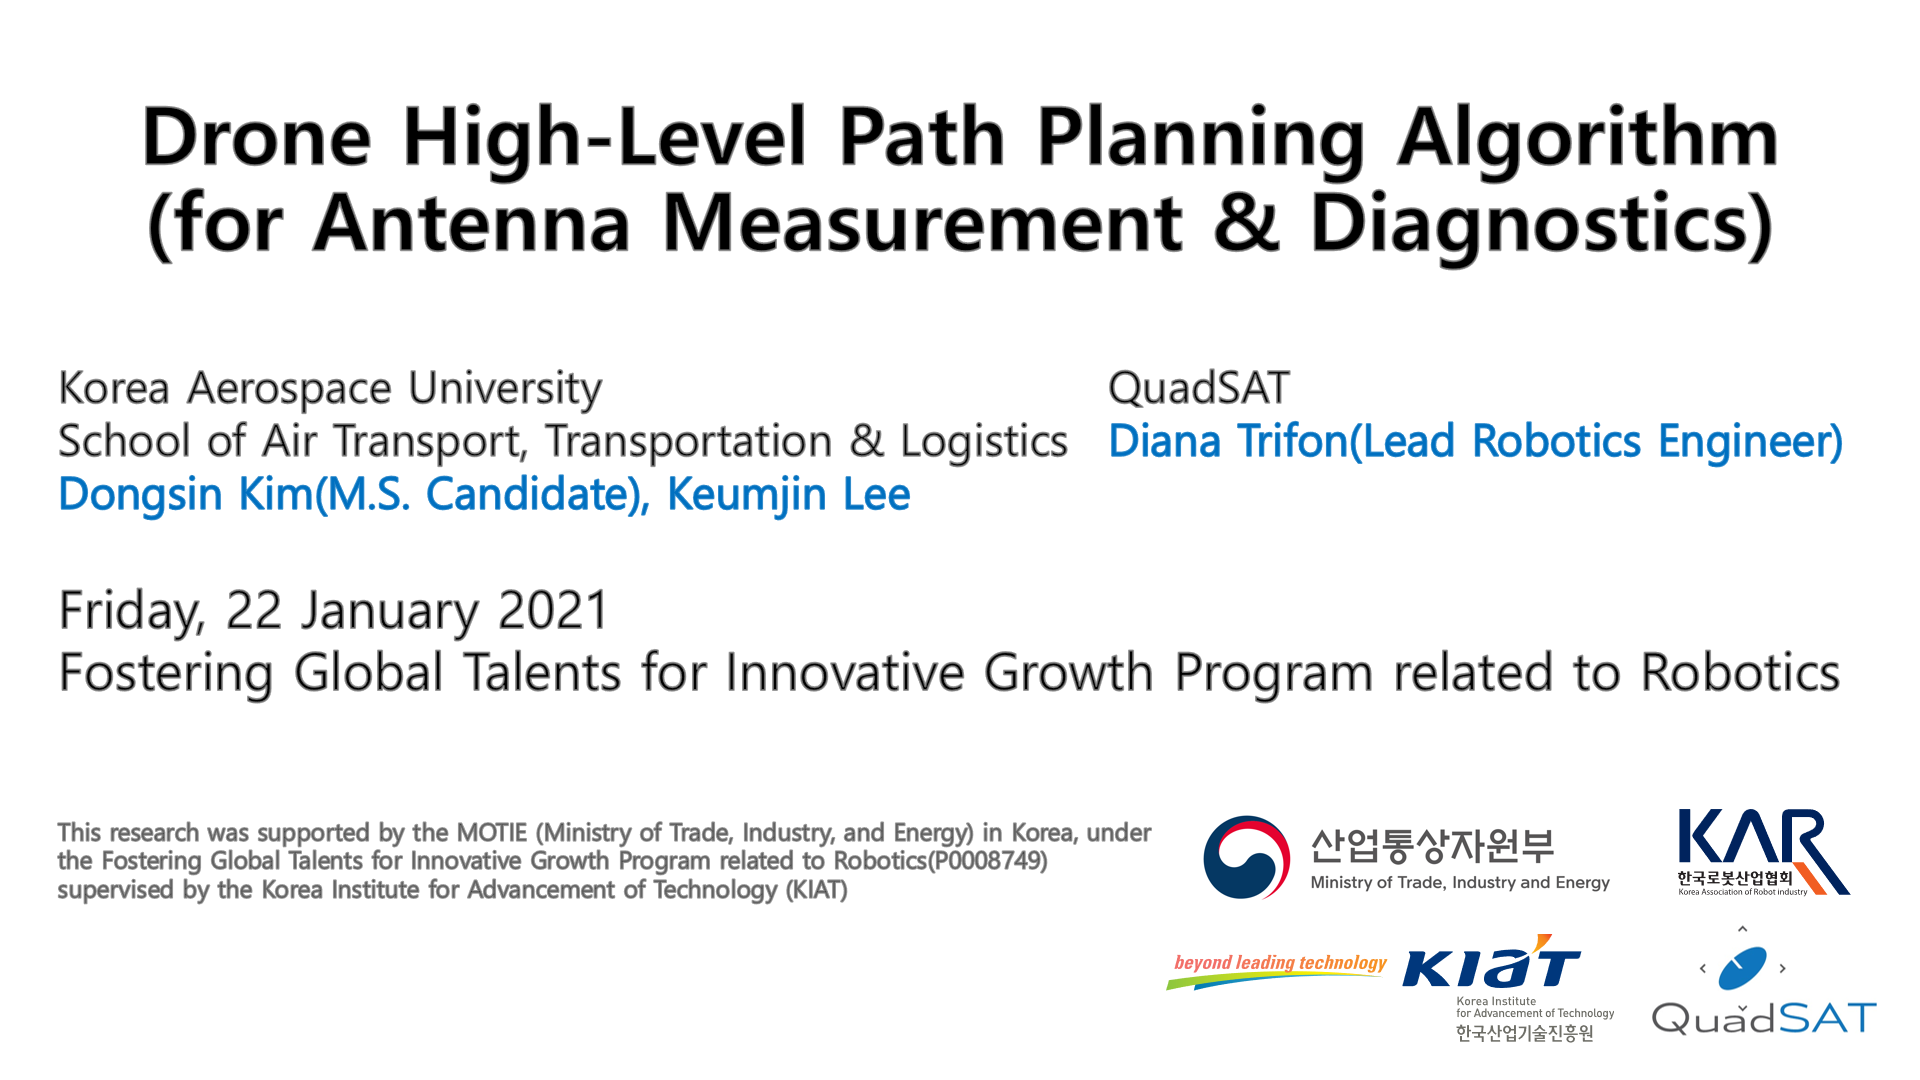 Drone High-Level Path Planning Algorithm
(for Antenna Measurement & Diagnostics)
Korea Aerospace University
School of Air Transport, Transportation & Logistics
Dongsin Kim(M.S. Candidate), Keumjin Lee
QuadSAT
Diana Trifon(Lead Robotics Engineer)
Friday, 22 January 2021
Fostering Global Talents for Innovative Growth Program related to Robotics
This research was supported by the MOTIE (Ministry of Trade, Industry, and Energy) in Korea, under
the Fostering Global Talents for Innovative Growth Program related to Robotics(P0008749)
supervised by the Korea Institute for Advancement of Technology (KIAT)
산업통상자원부
Ministry of Trade, Industry and Energy
KAR
한국로봇산업협회
Korea Association of Robot industry
beyond leading technology
KIAT
Korea Institute
for Advancement of Technology
한국산업기술진흥원
QuadSAT